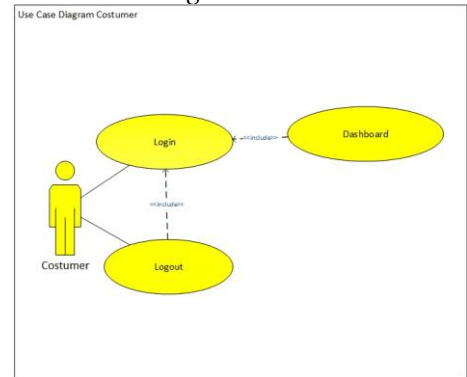 Use Case Diagram Costumer
Login
<<include>>
Dashboard
<<include>>
Costumer
Logout